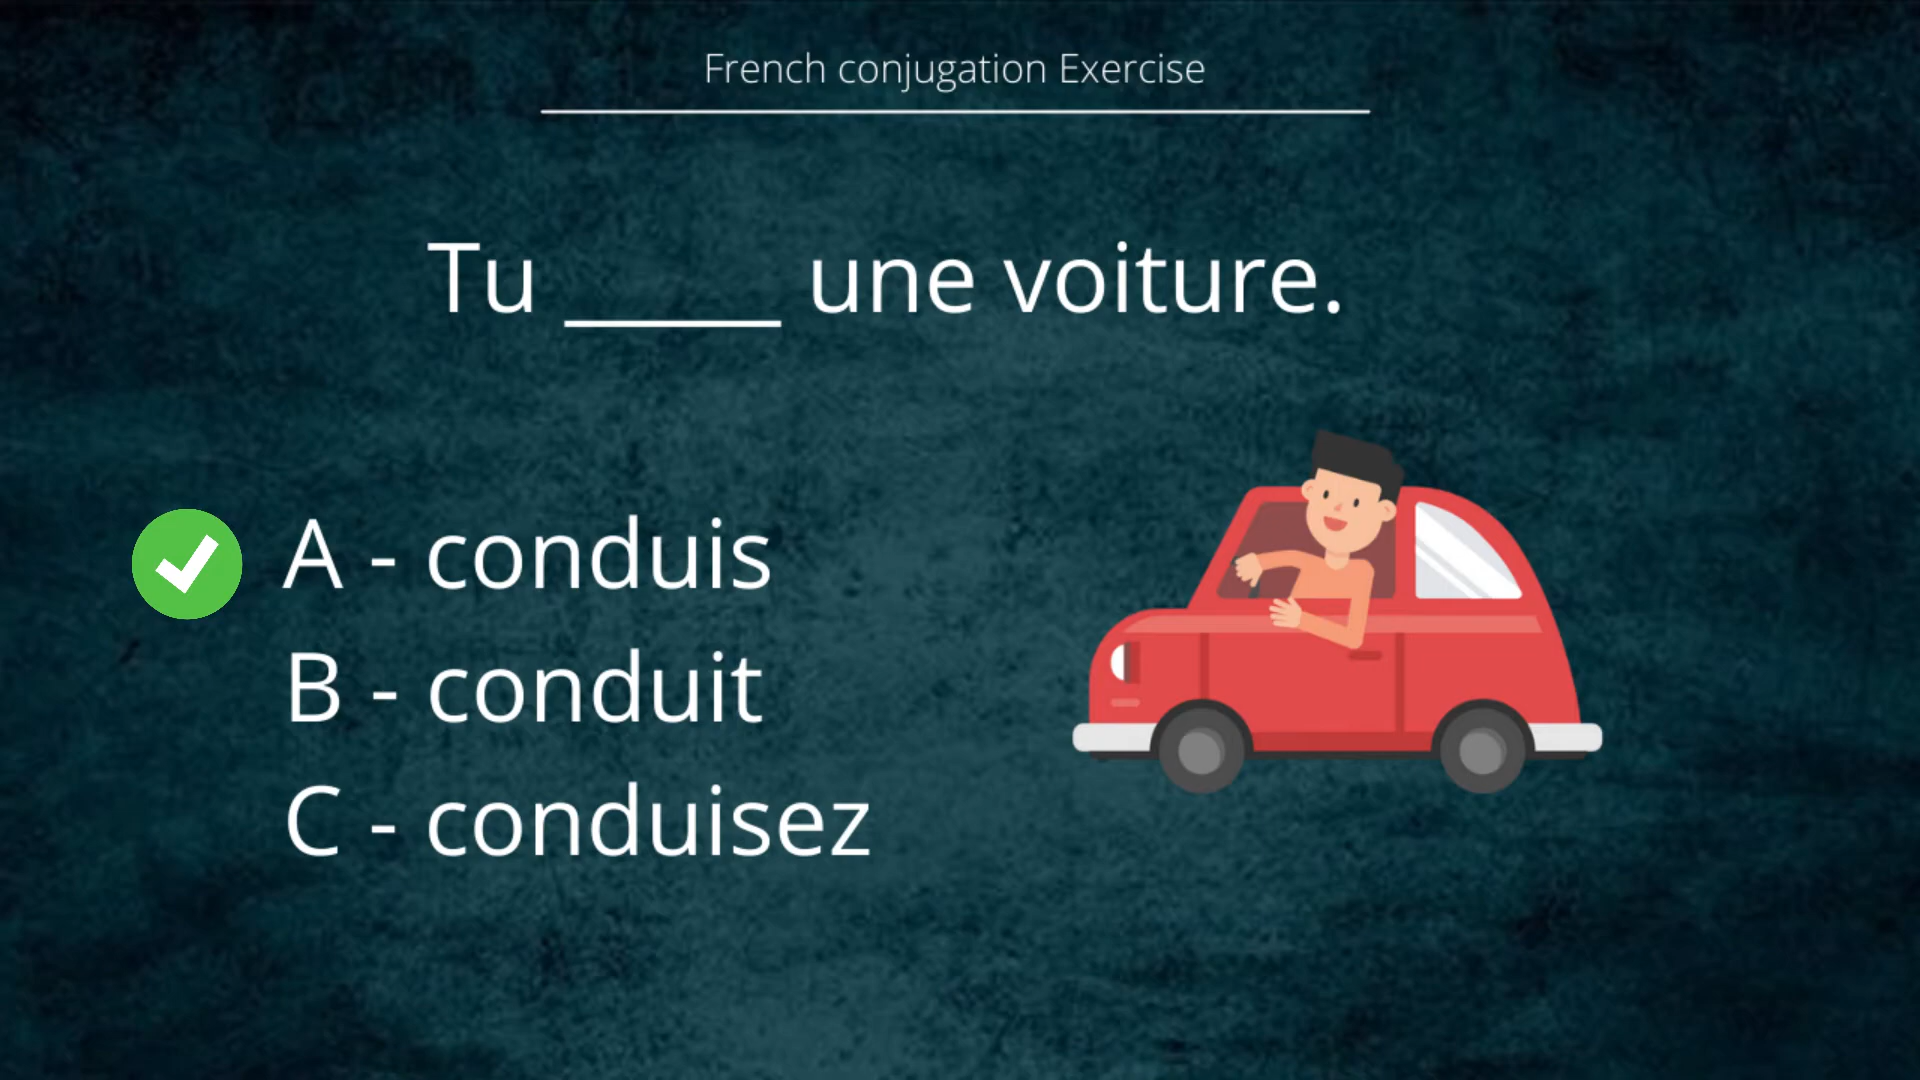 French conjugation Exercise
Tu _____ une voiture.
A - conduis
B - conduit
C - conduisez